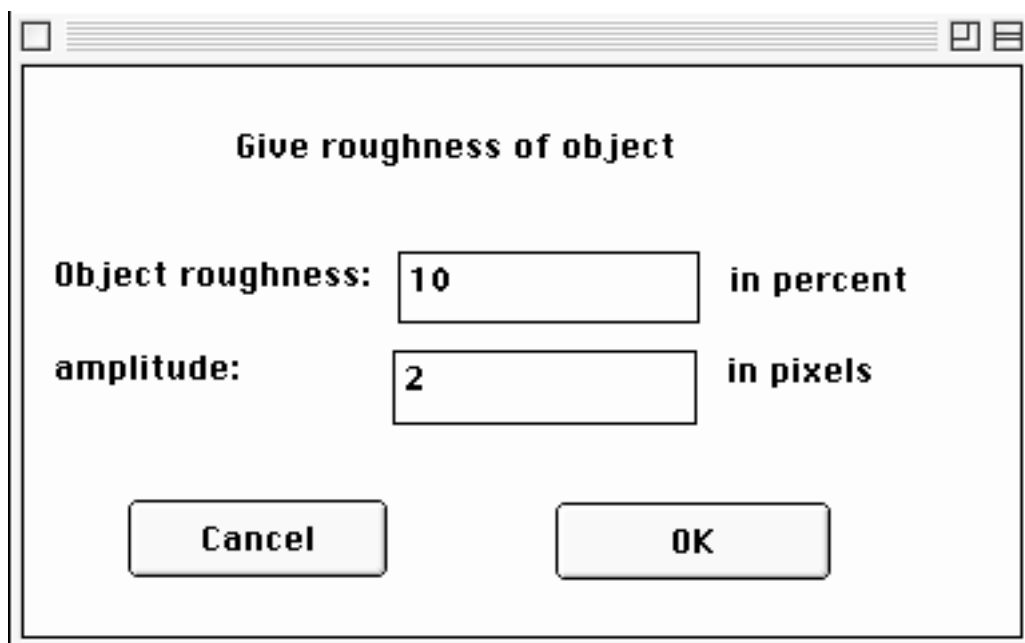 Give roughness of object
Object roughness: 10 in percent
amplitude: 2 in pixels
Cancel OK